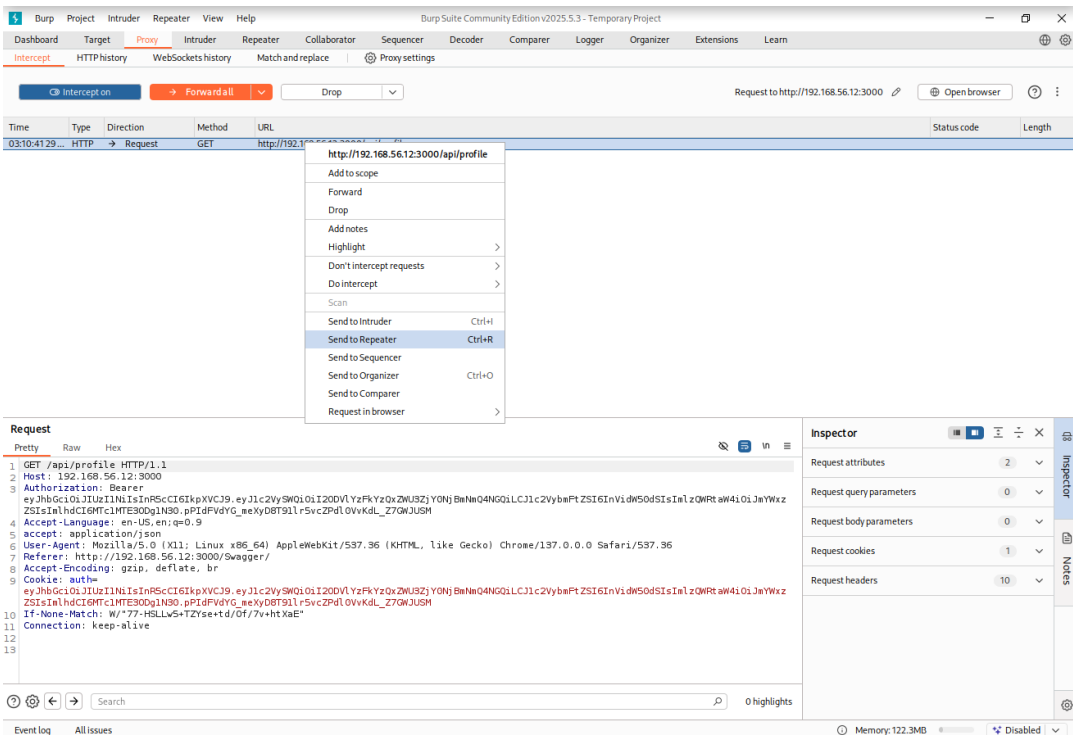 Burp Project Intruder Repeater View Help Burp Suite Community Edition v2025.5.3 - Temporary Project
Dashboard Target Proxy Intruder Repeater Collaborator Sequencer Decoder Comparer Logger Organizer Extensions Learn
Intercept HTTP history WebSockets history Match and replace Proxy settings
Intercept on Forward all Drop Request to http://192.168.56.12:3000 Open browser
Time Type Direction Method URL Status code Length
03:10:41 29... HTTP → Request GET
http://192.168.56.12:3000/api/profile
Add to scope
Forward
Drop
Add notes
Highlight
Don't intercept requests
Do intercept
Scan
Send to Intruder Ctrl+I
Send to Repeater Ctrl+R
Send to Sequencer
Send to Organizer Ctrl+O
Send to Comparer
Request in browser
Request
Pretty Raw Hex
1 GET /api/profile HTTP/1.1
2 Host: 192.168.56.12:3000
3 Authorization: Bearer
4 Accept-Language: en-US,en;q=0.9
5 accept: application/json
6 User-Agent: Mozilla/5.0 (X11; Linux x86_64) AppleWebKit/537.36 (KHTML, like Gecko) Chrome/137.0.0.0 Safari/537.36
7 Referer: http://192.168.56.12:3000/Swagger/
8 Accept-Encoding: gzip, deflate, br
9 Cookie: auth=
10 If-None-Match: W/"77-HSLLw5+TZYse+td/Of/7v+htXaE"
11 Connection: keep-alive
12
13
Inspector
Request attributes 2
Request query parameters 0
Request body parameters 0
Request cookies 1
Request headers 10
Inspector
Notes
Search 0 highlights
Event log All issues Memory: 122.3MB Disabled